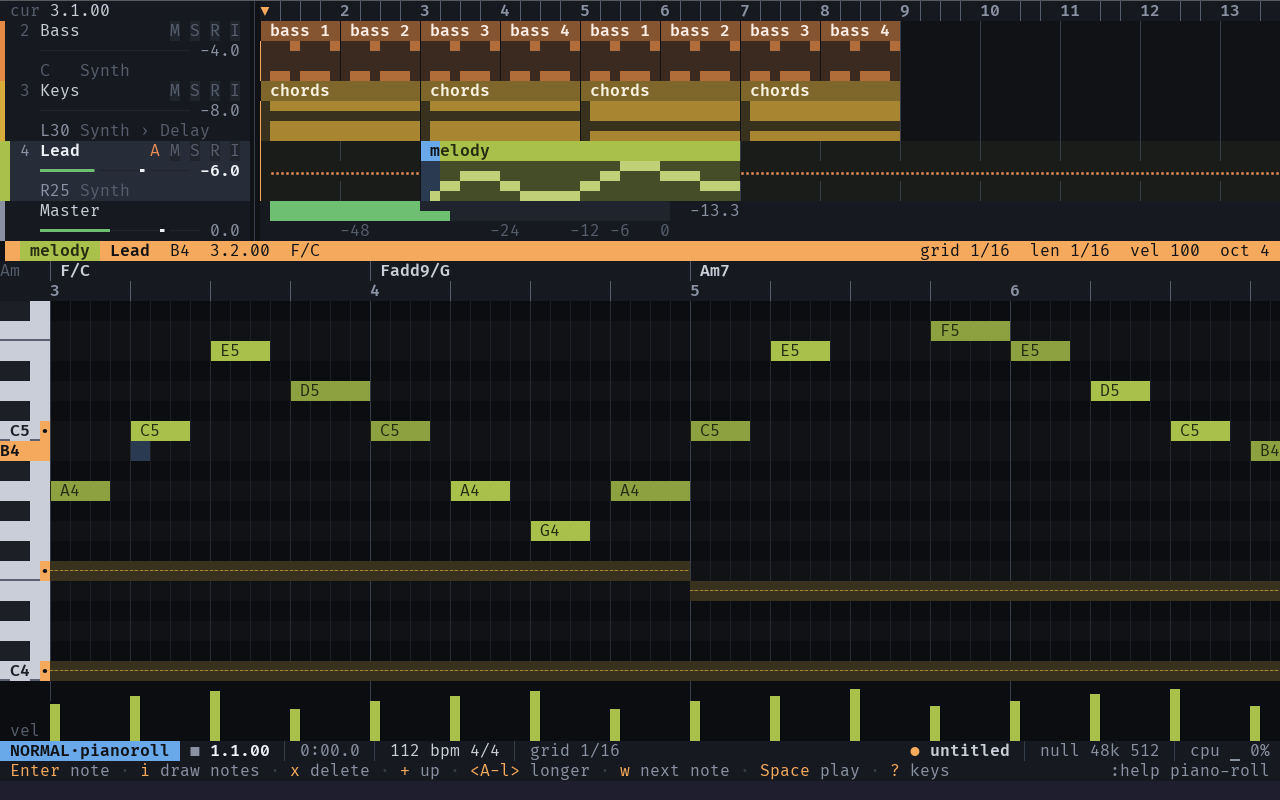 cur 3.1.00 2 3 4 5 6 7 8 9 10 11 12 13
2 Bass M S R I bass 1 bass 2 bass 3 bass 4 bass 1 bass 2 bass 3 bass 4
-4.0
C Synth
3 Keys M S R I chords chords chords chords
-8.0
L30 Synth › Delay
4 Lead A M S R I melody
-6.0
R25 Synth
Master -13.3
0.0 -48 -24 -12 -6 0
melody Lead B4 3.2.00 F/C grid 1/16 len 1/16 vel 100 oct 4
Am F/C Fadd9/G Am7
3 4 5 6
F5
E5 E5 E5
D5 D5
C5 C5 C5 C5 C5
B4 B4
A4 A4 A4
G4
C4
vel
NORMAL·pianoroll ■ 1.1.00 0:00.0 112 bpm 4/4 grid 1/16 ● untitled null 48k 512 cpu _ 0%
Enter note · i draw notes · x delete · + up · <A-l> longer · w next note · Space play · ? keys :help piano-roll